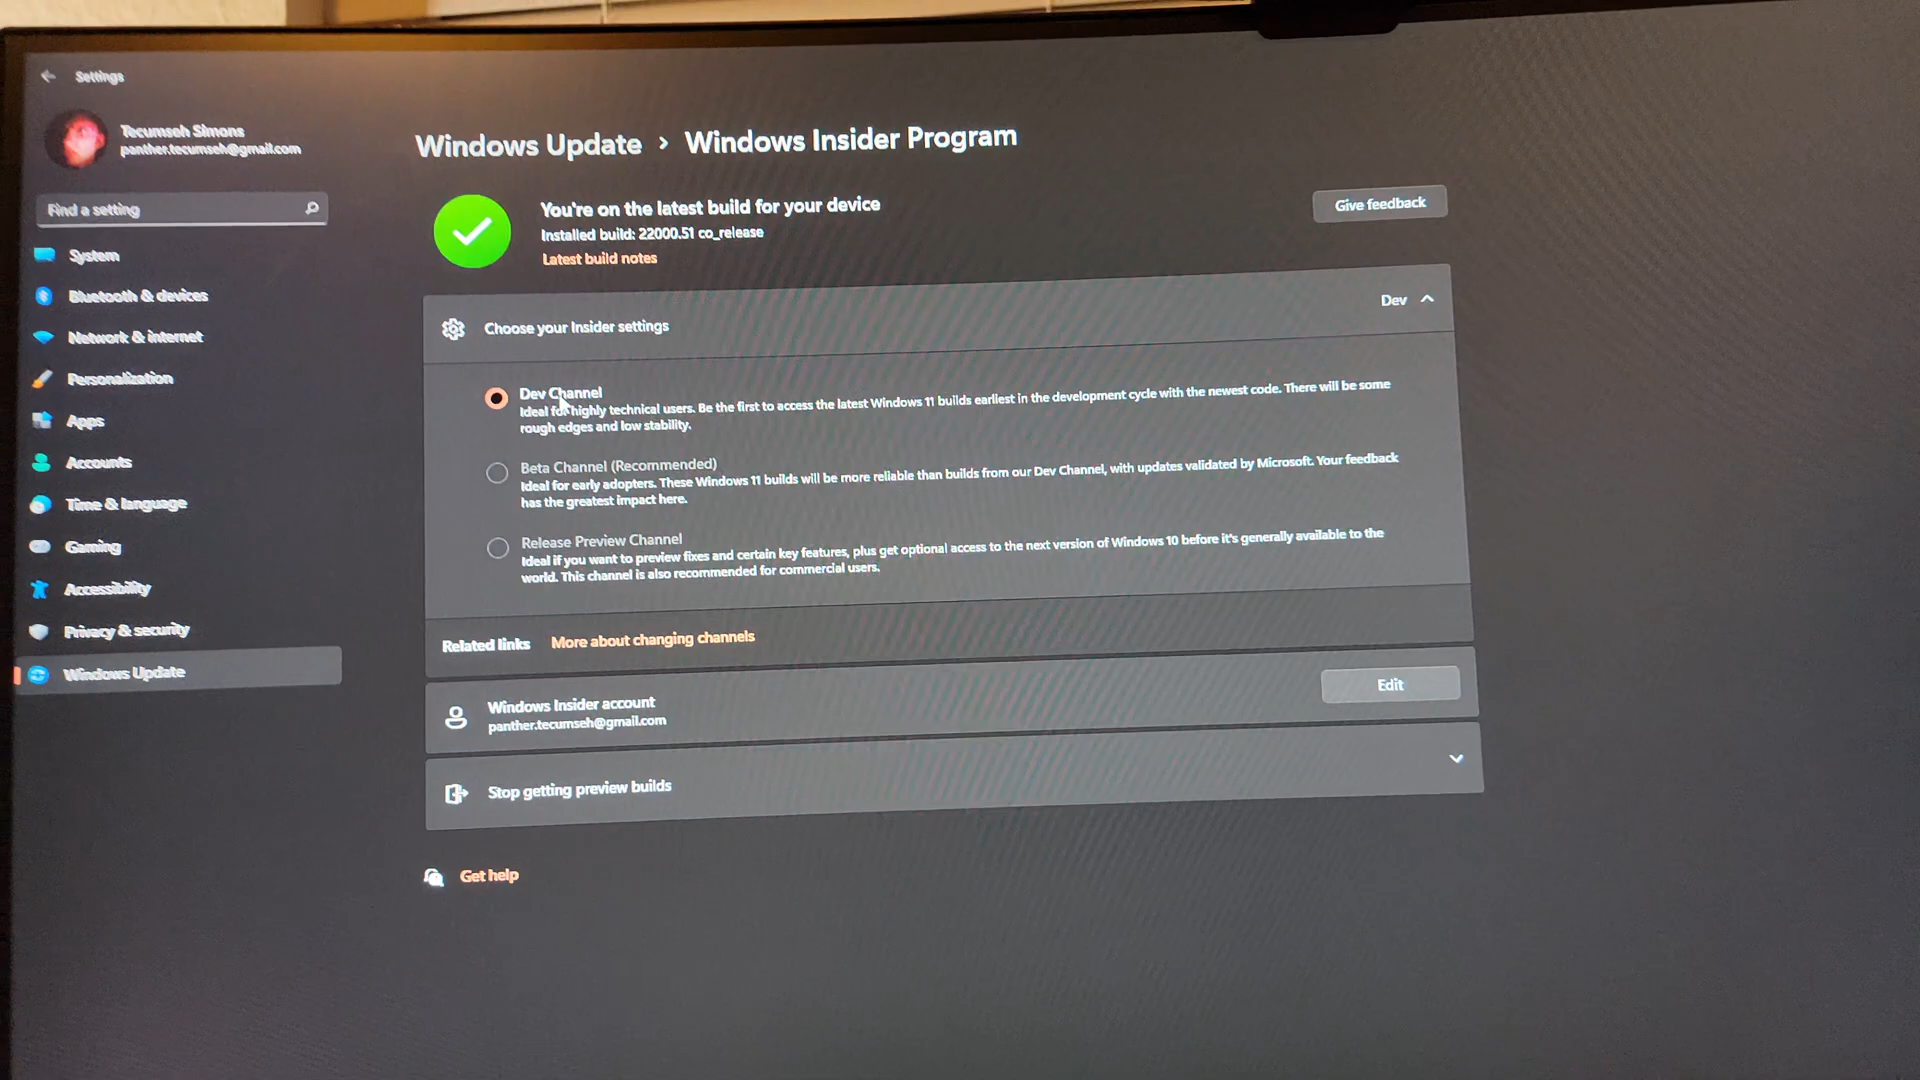 Settings
Tecumseh Simons
panther.tecumseh@gmail.com
Find a setting
System
Bluetooth & devices
Network & internet
Personalization
Apps
Accounts
Time & language
Gaming
Accessibility
Privacy & security
Windows Update
Windows Update > Windows Insider Program
You're on the latest build for your device
Installed build: 22000.51 co_release
Latest build notes
Give feedback
Choose your Insider settings
Dev
Dev Channel
Ideal for highly technical users. Be the first to access the latest Windows 11 builds earliest in the development cycle with the newest code. There will be some
rough edges and low stability.
Beta Channel (Recommended)
Ideal for early adopters. These Windows 11 builds will be more reliable than builds from our Dev Channel, with updates validated by Microsoft. Your feedback
has the greatest impact here.
Release Preview Channel
Ideal if you want to preview fixes and certain key features, plus get optional access to the next version of Windows 10 before it's generally available to the
world. This channel is also recommended for commercial users.
Related links More about changing channels
Windows Insider account
panther.tecumseh@gmail.com
Edit
Stop getting preview builds
Get help